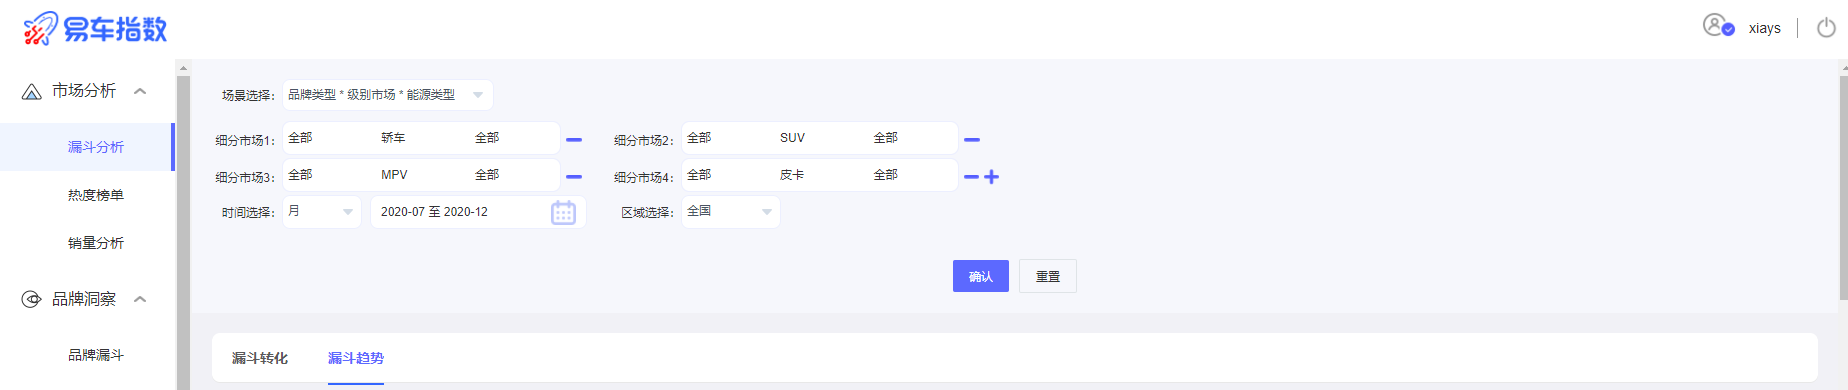 易车指数
xiays
市场分析
漏斗分析
热度榜单
销量分析
品牌洞察
品牌漏斗
场景选择： 品牌类型 * 级别市场 * 能源类型
细分市场1： 全部 轿车 全部 细分市场2： 全部 SUV 全部
细分市场3： 全部 MPV 全部 细分市场4： 全部 皮卡 全部
时间选择： 月 2020-07 至 2020-12 区域选择： 全国
确认 重置
漏斗转化 漏斗趋势